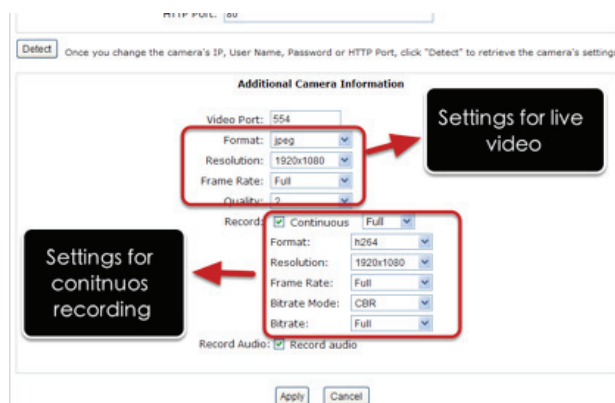 HTTP Port: 80
Detect Once you change the camera's IP, User Name, Password or HTTP Port, click "Detect" to retrieve the camera's setting
Additional Camera Information
Video Port: 554
Format: jpeg
Resolution: 1920x1080
Frame Rate: Full
Quality: 2
Settings for live
video
Record: Continuous Full
Format: h264
Resolution: 1920x1080
Frame Rate: Full
Bitrate Mode: CBR
Bitrate: Full
Settings for
conitnuos
recording
Record Audio: Record audio
Apply Cancel